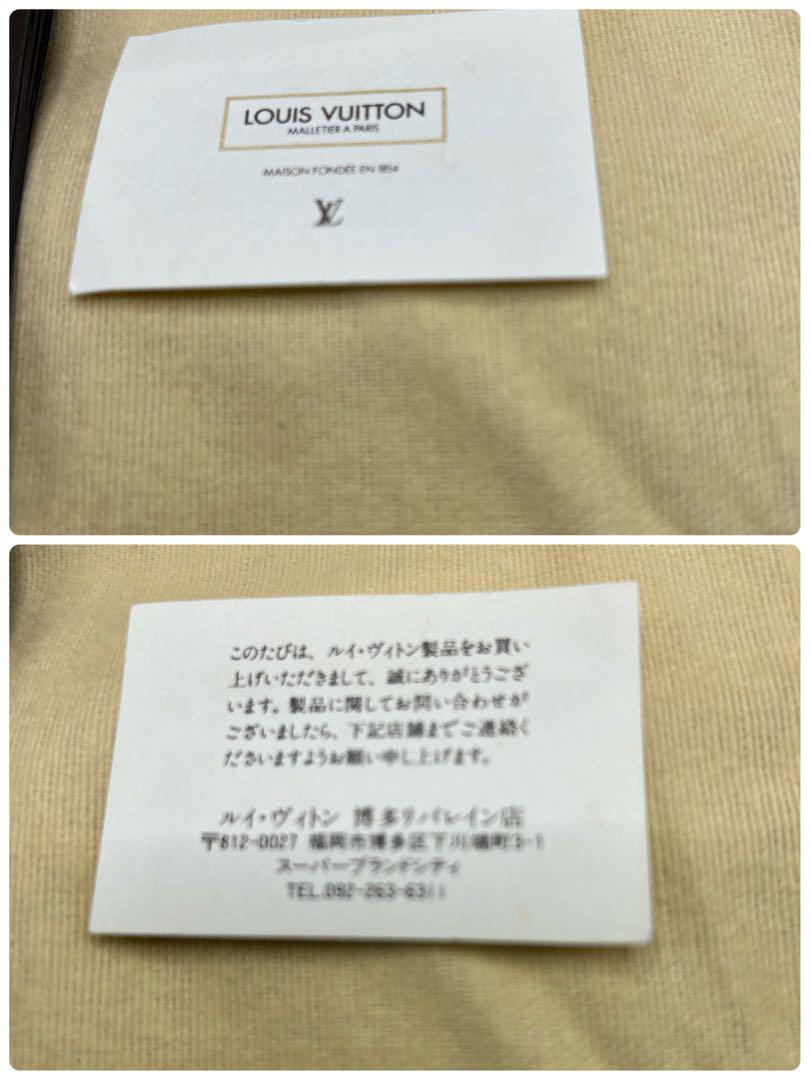 LOUIS VUITTON
MALLETIER A PARIS
MAISON FONDÉE EN 1854
LV
このたびは、ルイ・ヴィトン製品をお買い
上げいただきまして、誠にありがとうござ
います。製品に関してお問い合わせが
ございましたら、下記店舗までご連絡く
ださいますようお願い申し上げます。
ルイ・ヴィトン 博多リバレイン店
〒812-0027 福岡市博多区下川端町3-1
スーパーブランドシティ
TEL.092-263-6311